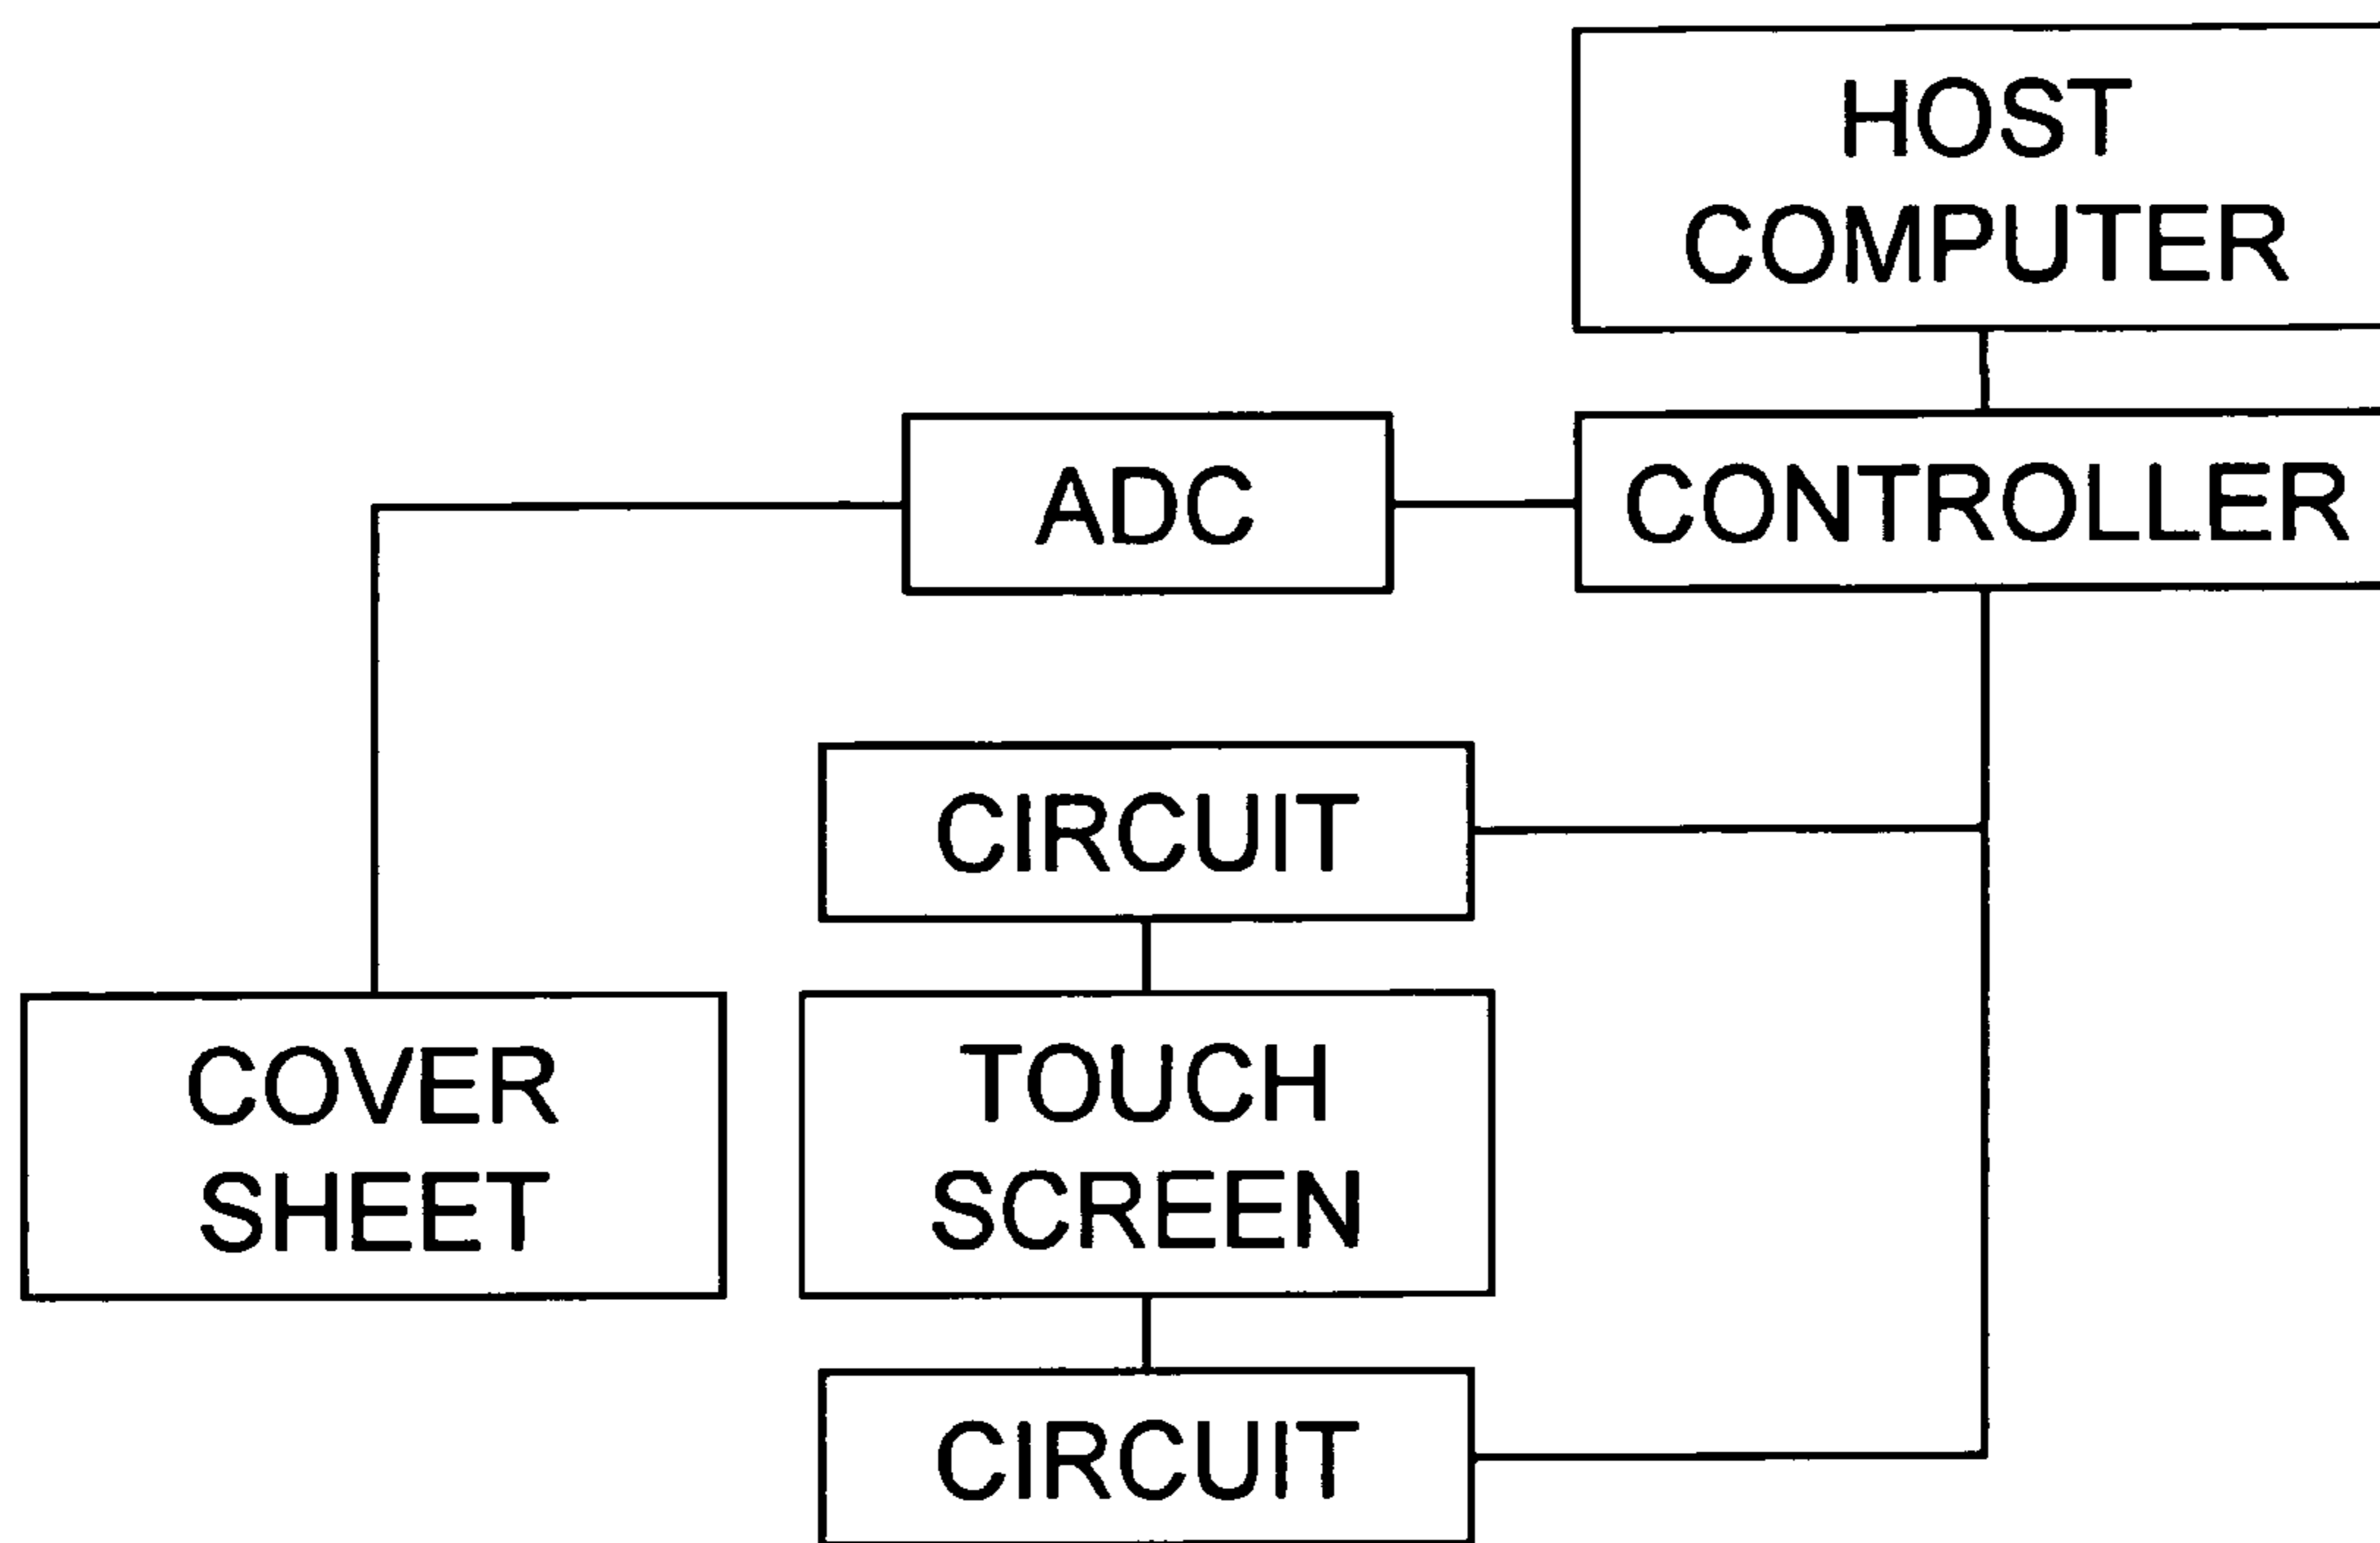 HOST
COMPUTER
ADC
CONTROLLER
CIRCUIT
COVER
SHEET
TOUCH
SCREEN
CIRCUIT